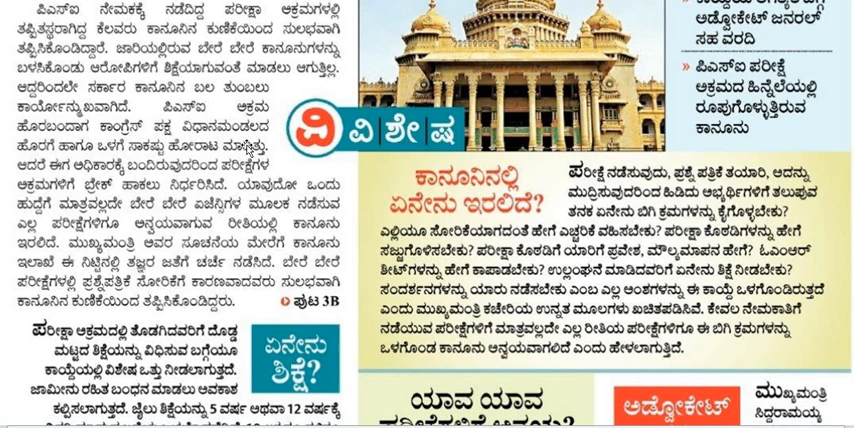 ಪಿಎಸ್‌ಐ ನೇಮಕಕ್ಕೆ ನಡೆದಿದ್ದ ಪರೀಕ್ಷಾ ಅಕ್ರಮಗಳಲ್ಲಿ
ತಪ್ಪಿತಸ್ಥರಾಗಿದ್ದ ಕೆಲವರು ಕಾನೂನಿನ ಕುಣಿಕೆಯಿಂದ ಸುಲಭವಾಗಿ
ತಪ್ಪಿಸಿಕೊಂಡಿದ್ದಾರೆ. ಜಾರಿಯಲ್ಲಿರುವ ಬೇರೆ ಬೇರೆ ಕಾನೂನುಗಳನ್ನು
ಬಳಸಿಕೊಂಡು ಆರೋಪಿಗಳಿಗೆ ಶಿಕ್ಷೆಯಾಗುವಂತೆ ಮಾಡಲು ಆಗುತ್ತಿಲ್ಲ.
ಆದ್ದರಿಂದಲೇ ಸರ್ಕಾರ ಕಾನೂನಿನ ಬಲ ತುಂಬಲು
ಕಾರ್ಯೋನ್ಮುಖವಾಗಿದೆ. ಪಿಎಸ್‌ಐ ಅಕ್ರಮ
ಹೊರಬಂದಾಗ ಕಾಂಗ್ರೆಸ್ ಪಕ್ಷ ವಿಧಾನಮಂಡಲದ
ಹೊರಗೆ ಹಾಗೂ ಒಳಗೆ ಸಾಕಷ್ಟು ಹೋರಾಟ ಮಾಡಿತ್ತು.
ಆದರೆ ಈಗ ಅಧಿಕಾರಕ್ಕೆ ಬಂದಿರುವುದರಿಂದ ಪರೀಕ್ಷೆಗಳ
ಅಕ್ರಮಗಳಿಗೆ ಬ್ರೇಕ್ ಹಾಕಲು ನಿರ್ಧರಿಸಿದೆ. ಯಾವುದೋ ಒಂದು
ಹುದ್ದೆಗೆ ಮಾತ್ರವಲ್ಲದೇ ಬೇರೆ ಬೇರೆ ಏಜೆನ್ಸಿಗಳ ಮೂಲಕ ನಡೆಸುವ
ಎಲ್ಲ ಪರೀಕ್ಷೆಗಳಿಗೂ ಅನ್ವಯವಾಗುವ ರೀತಿಯಲ್ಲಿ ಕಾನೂನು
ಇರಲಿದೆ. ಮುಖ್ಯಮಂತ್ರಿ ಅವರ ಸೂಚನೆಯ ಮೇರೆಗೆ ಕಾನೂನು
ಇಲಾಖೆ ಈ ನಿಟ್ಟಿನಲ್ಲಿ ತಜ್ಞರ ಜತೆಗೆ ಚರ್ಚೆ ನಡೆಸಿದೆ. ಬೇರೆ ಬೇರೆ
ಪರೀಕ್ಷೆಗಳಲ್ಲಿ ಪ್ರಶ್ನೆಪತ್ರಿಕೆ ಸೋರಿಕೆಗೆ ಕಾರಣವಾದವರು ಸುಲಭವಾಗಿ
ಕಾನೂನಿನ ಕುಣಿಕೆಯಿಂದ ತಪ್ಪಿಸಿಕೊಂಡಿದ್ದರು. ಪುಟ 3B
ಪರೀಕ್ಷಾ ಅಕ್ರಮದಲ್ಲಿ ತೊಡಗಿದವರಿಗೆ ದೊಡ್ಡ
ಮಟ್ಟದ ಶಿಕ್ಷೆಯನ್ನು ವಿಧಿಸುವ ಬಗ್ಗೆಯೂ
ಕಾಯ್ದೆಯಲ್ಲಿ ವಿಶೇಷ ಒತ್ತು ನೀಡಲಾಗುತ್ತದೆ.
ಜಾಮೀನು ರಹಿತ ಬಂಧನ ಮಾಡಲು ಅವಕಾಶ
ಕಲ್ಪಿಸಲಾಗುತ್ತದೆ. ಜೈಲು ಶಿಕ್ಷೆಯನ್ನು 5 ವರ್ಷ ಅಥವಾ 12 ವರ್ಷಕ್ಕೆ
ಏನೇನು
ಶಿಕ್ಷೆ?
ವಿ ವಿಶೇಷ
ಅಡ್ವೋಕೇಟ್ ಜನರಲ್
ಸಹ ವರದಿ
» ಪಿಎಸ್‌ಐ ಪರೀಕ್ಷೆ
ಅಕ್ರಮದ ಹಿನ್ನೆಲೆಯಲ್ಲಿ
ರೂಪುಗೊಳ್ಳುತ್ತಿರುವ
ಕಾನೂನು
ಕಾನೂನಿನಲ್ಲಿ
ಏನೇನು ಇರಲಿದೆ?
ಪರೀಕ್ಷೆ ನಡೆಸುವುದು, ಪ್ರಶ್ನೆ ಪತ್ರಿಕೆ ತಯಾರಿ, ಅದನ್ನು
ಮುದ್ರಿಸುವುದರಿಂದ ಹಿಡಿದು ಅಭ್ಯರ್ಥಿಗಳಿಗೆ ತಲುಪುವ
ತನಕ ಏನೇನು ಬಿಗಿ ಕ್ರಮಗಳನ್ನು ಕೈಗೊಳ್ಳಬೇಕು?
ಎಲ್ಲಿಯೂ ಸೋರಿಕೆಯಾಗದಂತೆ ಹೇಗೆ ಎಚ್ಚರಿಕೆ ವಹಿಸಬೇಕು? ಪರೀಕ್ಷಾ ಕೊಠಡಿಗಳನ್ನು ಹೇಗೆ
ಸಜ್ಜುಗೊಳಿಸಬೇಕು? ಪರೀಕ್ಷಾ ಕೊಠಡಿಗೆ ಯಾರಿಗೆ ಪ್ರವೇಶ, ಮೌಲ್ಯಮಾಪನ ಹೇಗೆ? ಓಎಂಆರ್
ಶೀಟ್‌ಗಳನ್ನು ಹೇಗೆ ಕಾಪಾಡಬೇಕು? ಉಲ್ಲಂಘನೆ ಮಾಡಿದವರಿಗೆ ಏನೇನು ಶಿಕ್ಷೆ ನೀಡಬೇಕು?
ಸಂದರ್ಶನಗಳನ್ನು ಯಾರು ನಡೆಸಬೇಕು ಎಂಬ ಎಲ್ಲ ಅಂಶಗಳನ್ನು ಈ ಕಾಯ್ದೆ ಒಳಗೊಂಡಿರುತ್ತದೆ
ಎಂದು ಮುಖ್ಯಮಂತ್ರಿ ಕಚೇರಿಯ ಉನ್ನತ ಮೂಲಗಳು ಖಚಿತಪಡಿಸಿವೆ. ಕೇವಲ ನೇಮಕಾತಿಗೆ
ನಡೆಯುವ ಪರೀಕ್ಷೆಗಳಿಗೆ ಮಾತ್ರವಲ್ಲದೇ ಎಲ್ಲ ರೀತಿಯ ಪರೀಕ್ಷೆಗಳಿಗೂ ಈ ಬಿಗಿ ಕ್ರಮಗಳನ್ನು
ಒಳಗೊಂಡ ಕಾನೂನು ಅನ್ವಯವಾಗಲಿದೆ ಎಂದು ಹೇಳಲಾಗುತ್ತಿದೆ.
ಯಾವ ಯಾವ
ಅಡ್ವೋಕೇಟ್
ಮುಖ್ಯಮಂತ್ರಿ
ಸಿದ್ದರಾಮಯ್ಯ